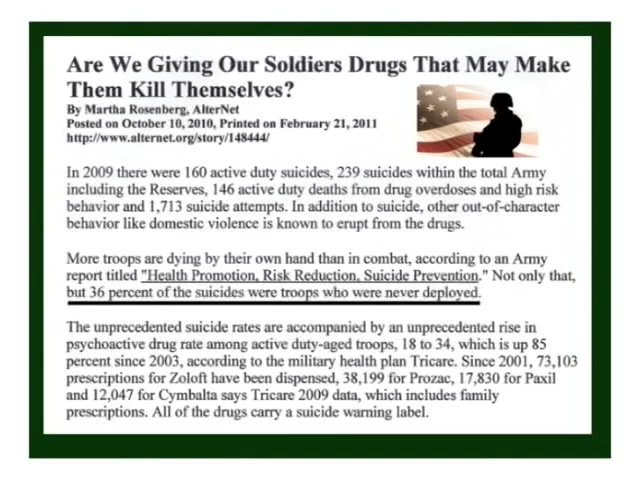 Are We Giving Our Soldiers Drugs That May Make
Them Kill Themselves?
By Martha Rosenberg, AlterNet
Posted on October 10, 2010, Printed on February 21, 2011
http://www.alternet.org/story/148444/
In 2009 there were 160 active duty suicides, 239 suicides within the total Army
including the Reserves, 146 active duty deaths from drug overdoses and high risk
behavior and 1,713 suicide attempts. In addition to suicide, other out-of-character
behavior like domestic violence is known to erupt from the drugs.
More troops are dying by their own hand than in combat, according to an Army
report titled "Health Promotion, Risk Reduction, Suicide Prevention." Not only that,
but 36 percent of the suicides were troops who were never deployed.
The unprecedented suicide rates are accompanied by an unprecedented rise in
psychoactive drug rate among active duty-aged troops, 18 to 34, which is up 85
percent since 2003, according to the military health plan Tricare. Since 2001, 73,103
prescriptions for Zoloft have been dispensed, 38,199 for Prozac, 17,830 for Paxil
and 12,047 for Cymbalta says Tricare 2009 data, which includes family
prescriptions. All of the drugs carry a suicide warning label.